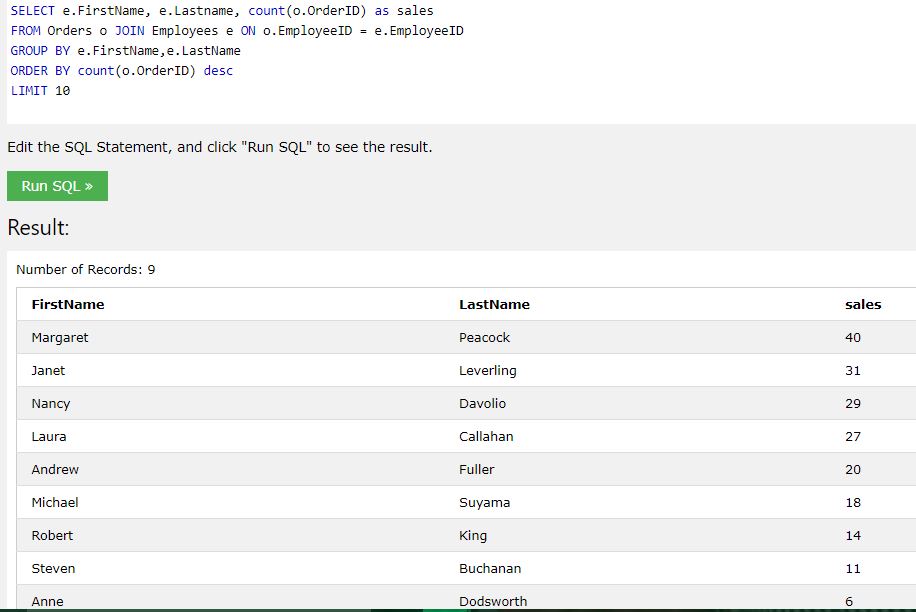 SELECT e.FirstName, e.Lastname, count(o.OrderID) as sales
FROM Orders o JOIN Employees e ON o.EmployeeID = e.EmployeeID
GROUP BY e.FirstName,e.LastName
ORDER BY count(o.OrderID) desc
LIMIT 10
Edit the SQL Statement, and click "Run SQL" to see the result.
Run SQL »
Result:
Number of Records: 9
FirstName LastName sales
Margaret Peacock 40
Janet Leverling 31
Nancy Davolio 29
Laura Callahan 27
Andrew Fuller 20
Michael Suyama 18
Robert King 14
Steven Buchanan 11
Anne Dodsworth 6